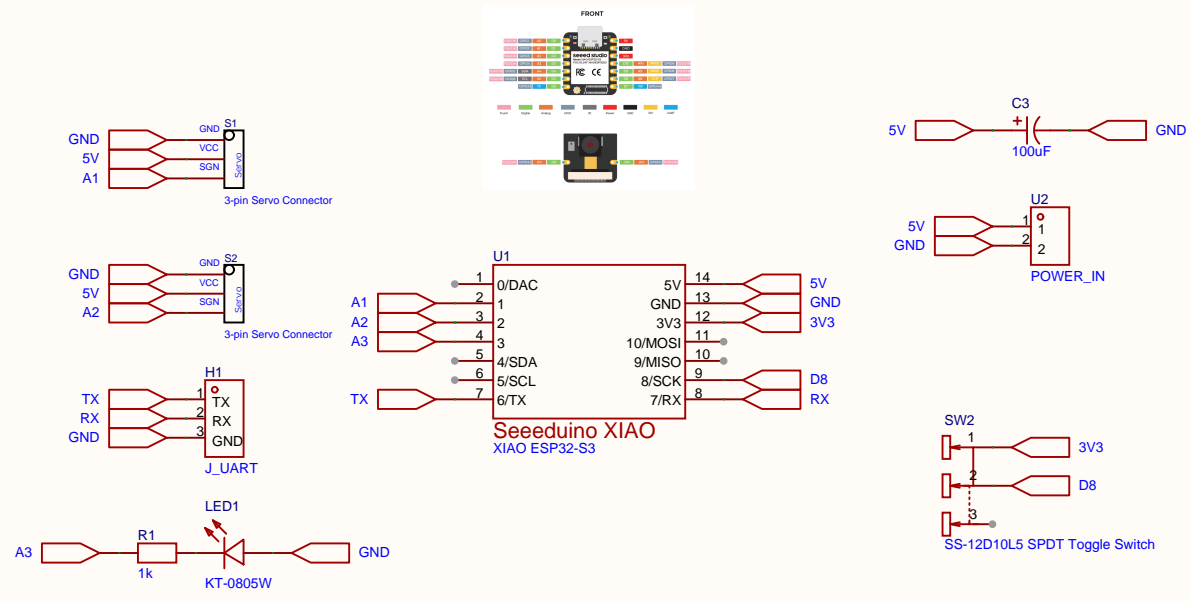 FRONT
seeed studio
C3
5V
+
GND
100uF
S1
GND
GND
5V
VCC
A1
SGN
Servo
3-pin Servo Connector
U2
5V
1
1
GND
2
2
POWER_IN
S2
GND
GND
5V
VCC
A2
SGN
Servo
3-pin Servo Connector
U1
1
0/DAC
5V
14
5V
A1
2
1
GND
13
GND
A2
3
2
3V3
12
3V3
A3
4
3
10/MOSI
11
5
4/SDA
9/MISO
10
6
5/SCL
8/SCK
9
D8
TX
7
6/TX
7/RX
8
RX
Seeeduino XIAO
XIAO ESP32-S3
H1
TX
1
TX
RX
2
RX
GND
3
GND
J_UART
SW2
1
3V3
2
D8
3
SS-12D10L5 SPDT Toggle Switch
LED1
A3
R1
GND
1k
KT-0805W